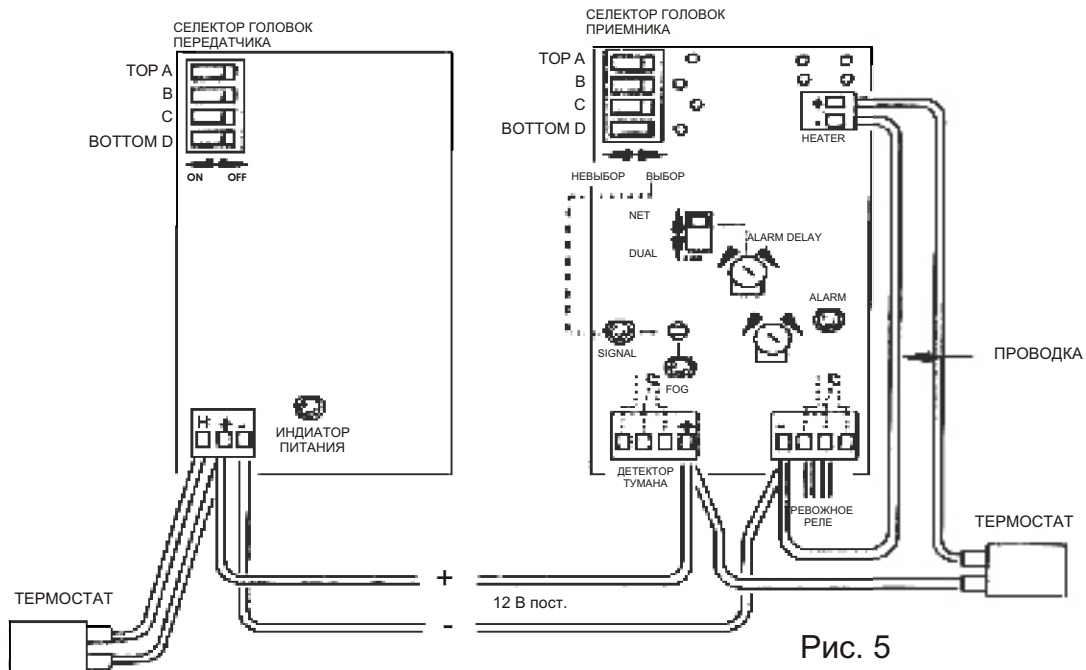 СЕЛЕКТОР ГОЛОВОК
ПЕРЕДАТЧИКА
TOP A
B
C
BOTTOM D
ON OFF
ИНДИАТОР
ПИТАНИЯ
H + -
ТЕРМОСТАТ
СЕЛЕКТОР ГОЛОВОК
ПРИЕМНИКА
TOP A
B
C
BOTTOM D
НЕВЫБОР ВЫБОР
+
-
HEATER
NET
DUAL
ALARM DELAY
ALARM
SIGNAL
FOG
ПРОВОДКА
+
-
ДЕТЕКТОР
ТУМАНА
ТРЕВОЖНОЕ
РЕЛЕ
ТЕРМОСТАТ
+
12 В пост.
-
Рис. 5